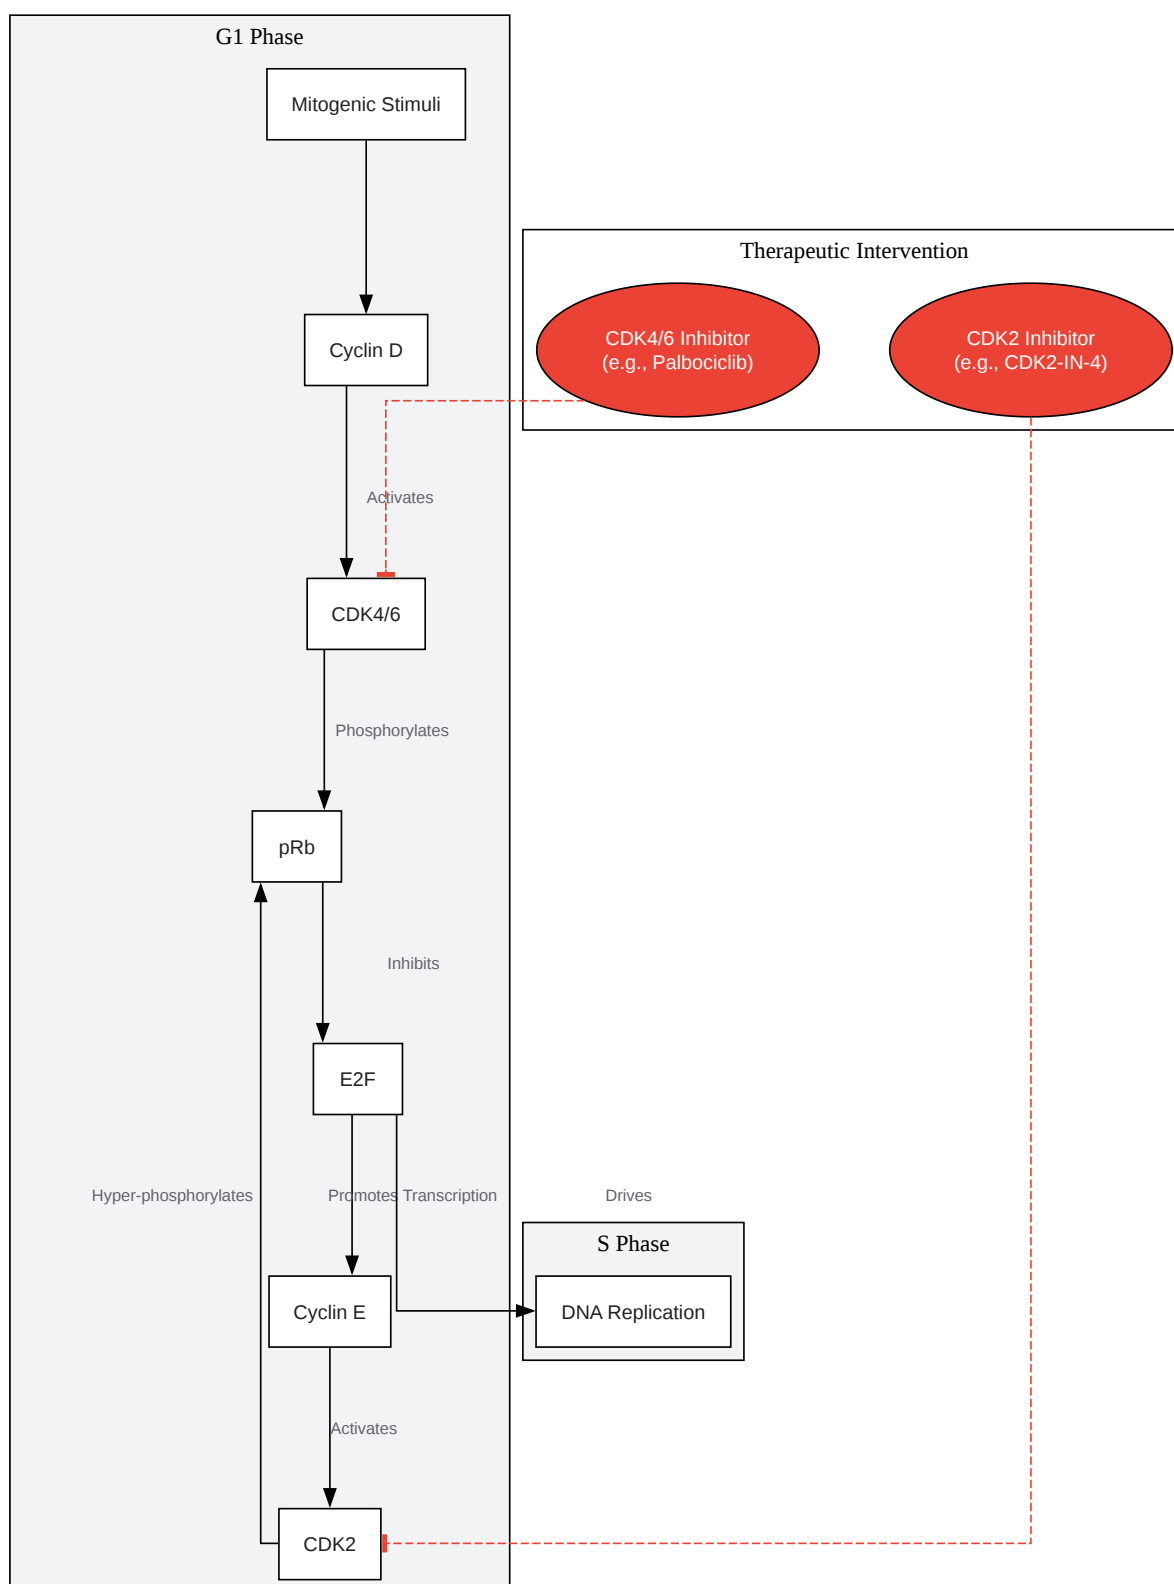 G1 Phase
Mitogenic Stimuli
Therapeutic Intervention
CDK4/6 Inhibitor
(e.g., Palbociclib)
CDK2 Inhibitor
(e.g., CDK2-IN-4)
Cyclin D
Activates
CDK4/6
Phosphorylates
pRb
Inhibits
E2F
Hyper-phosphorylates
Promotes Transcription
Drives
S Phase
Cyclin E
DNA Replication
Activates
CDK2